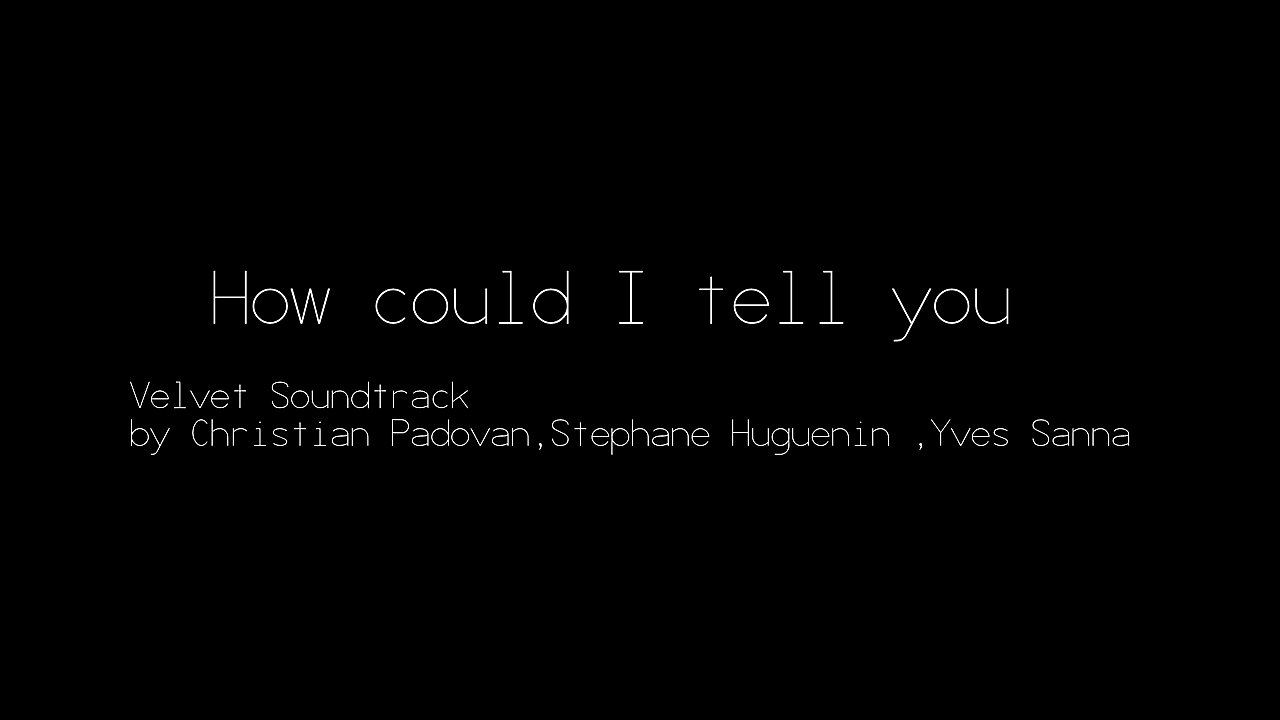 How could I tell you
Velvet Soundtrack
by Christian Padovan,Stephane Huguenin ,Yves Sanna